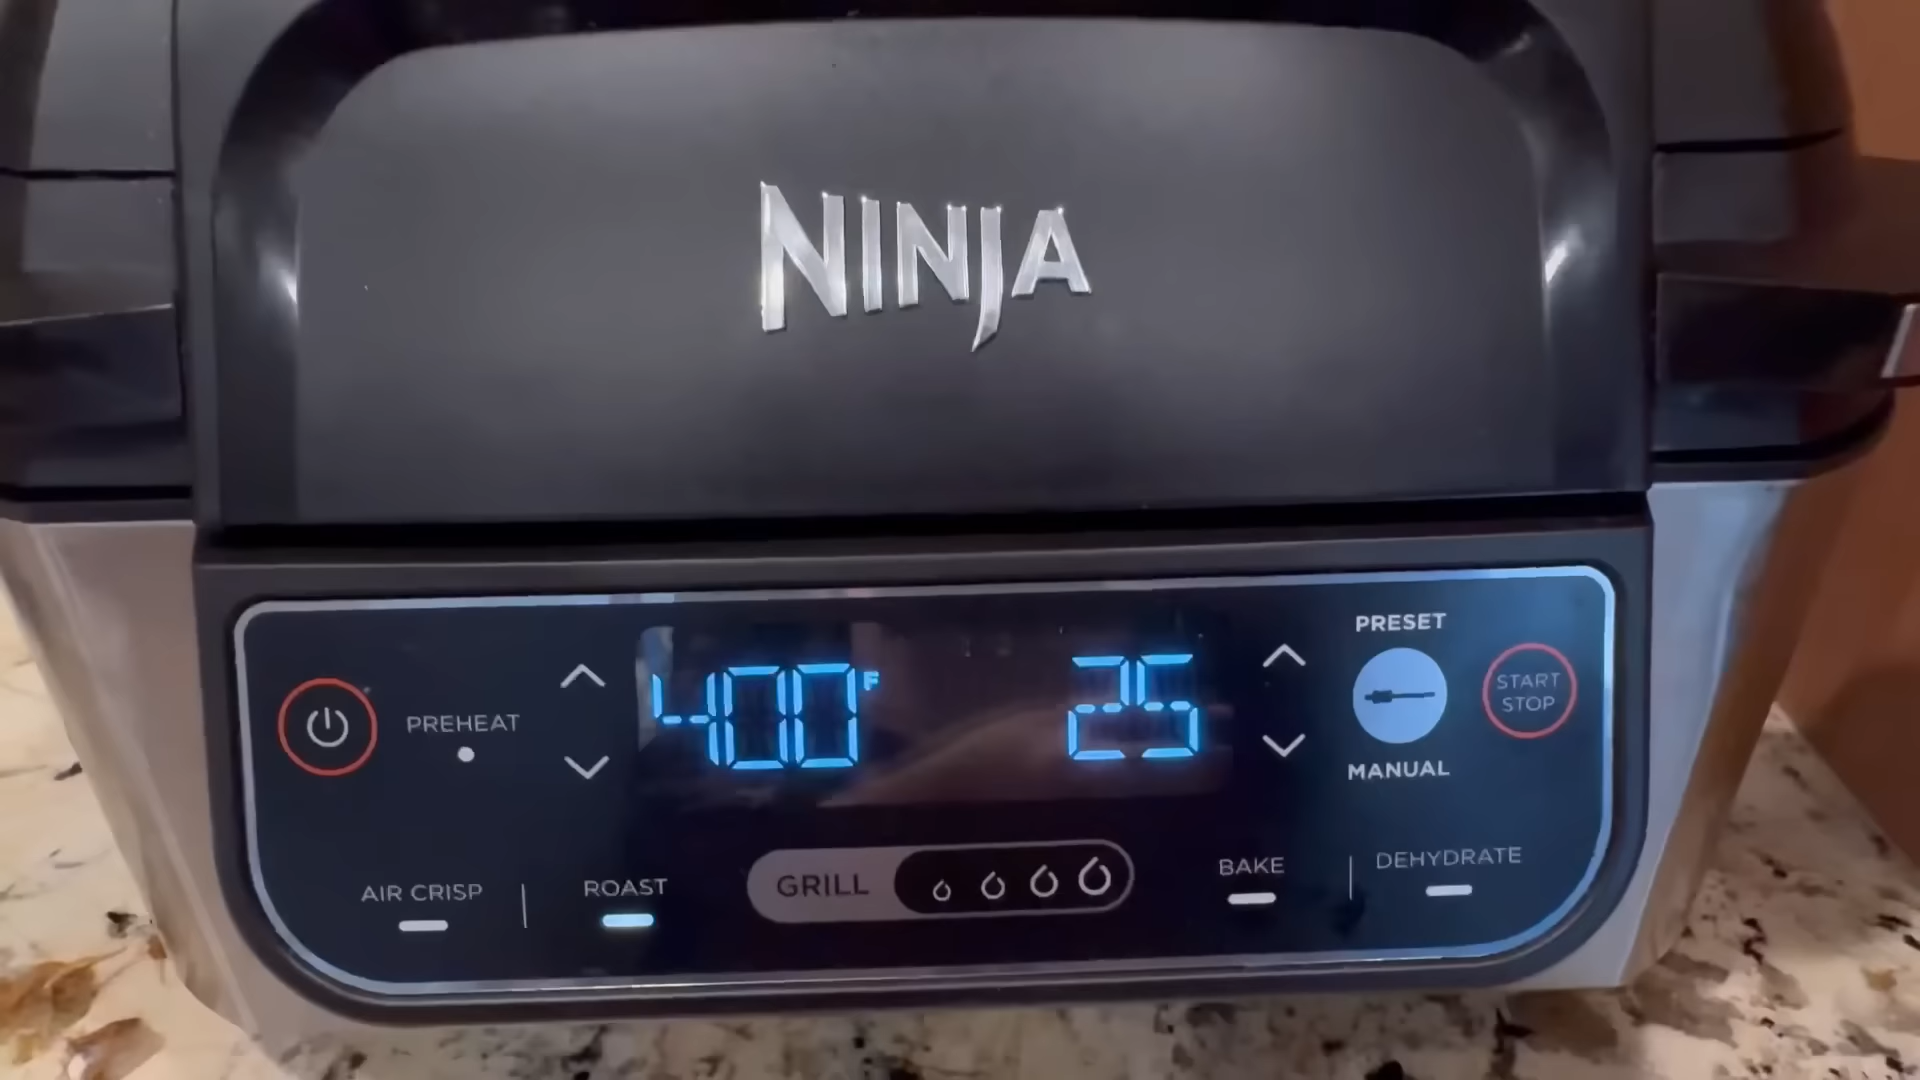 NINJA
PREHEAT
400 F
25
PRESET
MANUAL
START
STOP
AIR CRISP
ROAST
GRILL
BAKE
DEHYDRATE